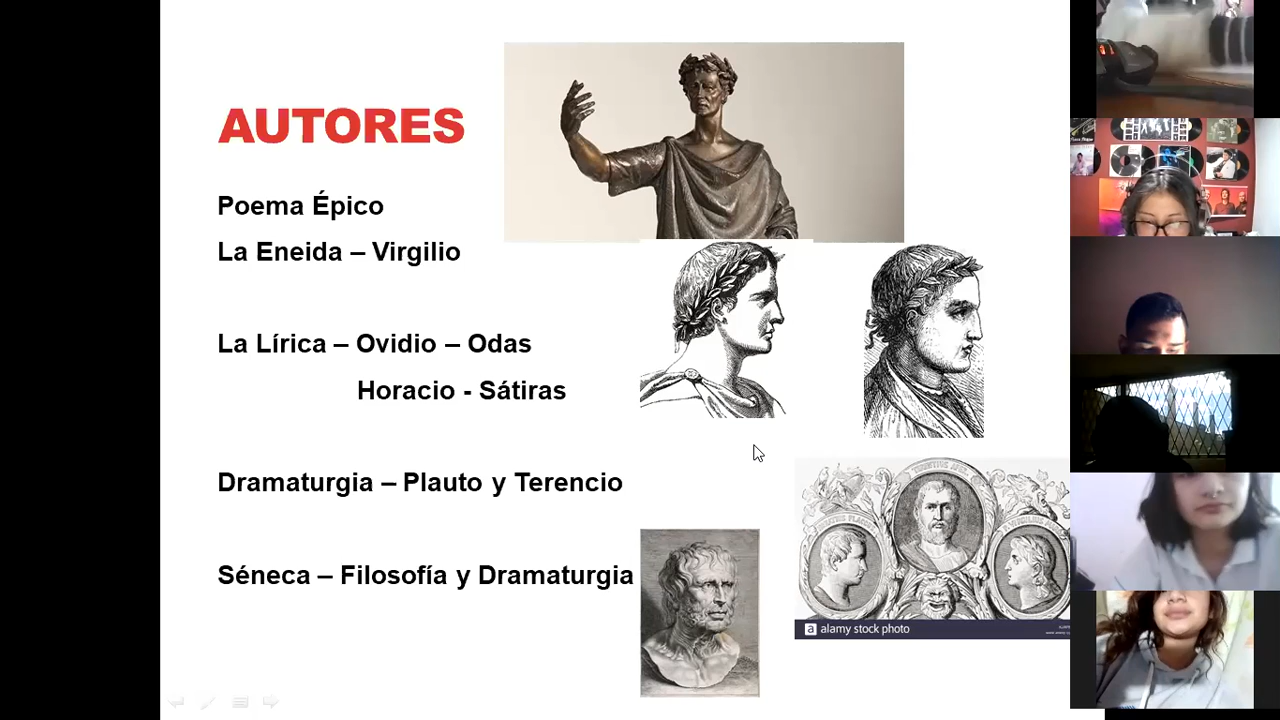 AUTORES
Poema Épico
La Eneida – Virgilio
La Lírica – Ovidio – Odas
Horacio - Sátiras
Dramaturgia – Plauto y Terencio
Séneca – Filosofía y Dramaturgia
a alamy stock photo